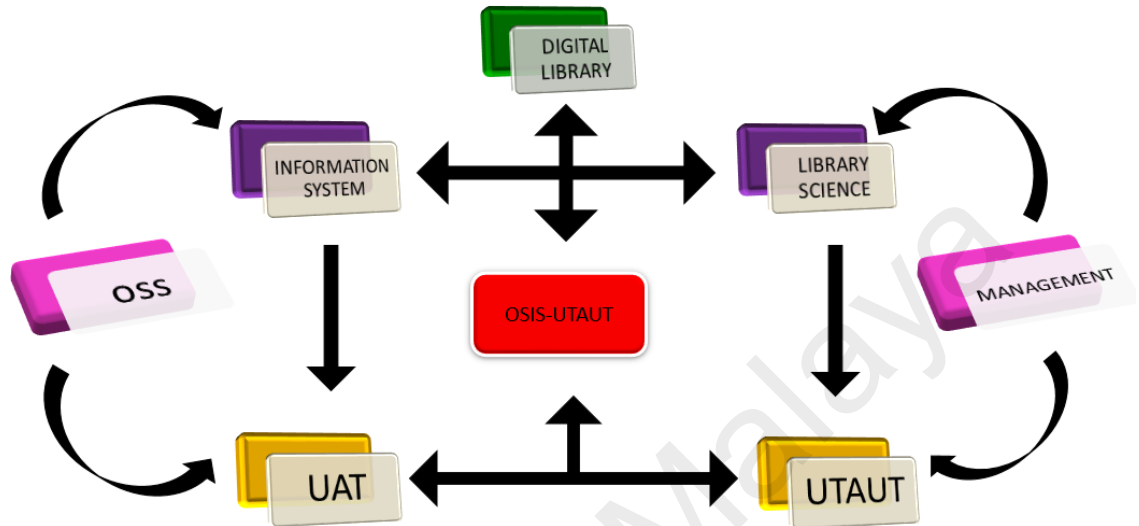 DIGITAL
LIBRARY
INFORMATION
SYSTEM
LIBRARY
SCIENCE
OSS
MANAGEMENT
OSIS-UTAUT
UAT
UTAUT
Malaya